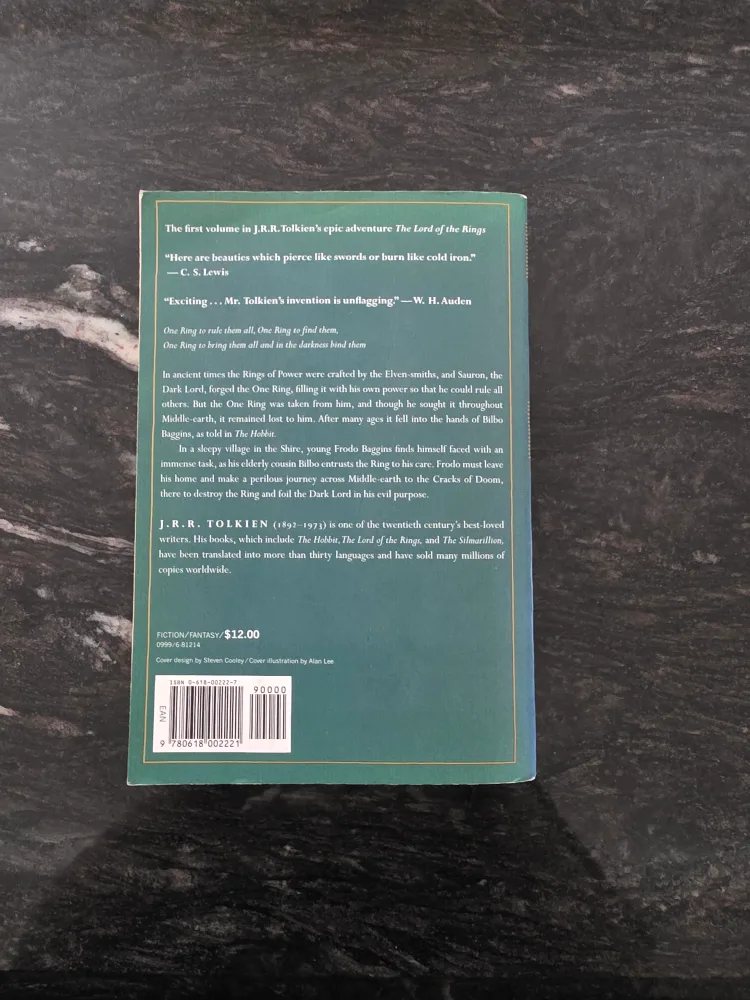 The first volume in J.R.R. Tolkien's epic adventure The Lord of the Rings
“Here are beauties which pierce like swords or burn like cold iron.”
— C. S. Lewis
“Exciting . . . Mr. Tolkien's invention is unflagging.” — W. H. Auden
One Ring to rule them all, One Ring to find them,
One Ring to bring them all and in the darkness bind them
In ancient times the Rings of Power were crafted by the Elven-smiths, and Sauron, the
Dark Lord, forged the One Ring, filling it with his own power so that he could rule all
others. But the One Ring was taken from him, and though he sought it throughout
Middle-earth, it remained lost to him. After many ages it fell into the hands of Bilbo
Baggins, as told in The Hobbit.
In a sleepy village in the Shire, young Frodo Baggins finds himself faced with an
immense task, as his elderly cousin Bilbo entrusts the Ring to his care. Frodo must leave
his home and make a perilous journey across Middle-earth to the Cracks of Doom,
there to destroy the Ring and foil the Dark Lord in his evil purpose.
J.R.R. TOLKIEN (1892–1973) is one of the twentieth century's best-loved
writers. His books, which include The Hobbit, The Lord of the Rings, and The Silmarillion,
have been translated into more than thirty languages and have sold many millions of
copies worldwide.
FICTION/FANTASY/$12.00
0999/6-81214
Cover design by Steven Cooley/Cover illustration by Alan Lee
ISBN 0-618-00222-7
90000
EAN
9 780618 002221